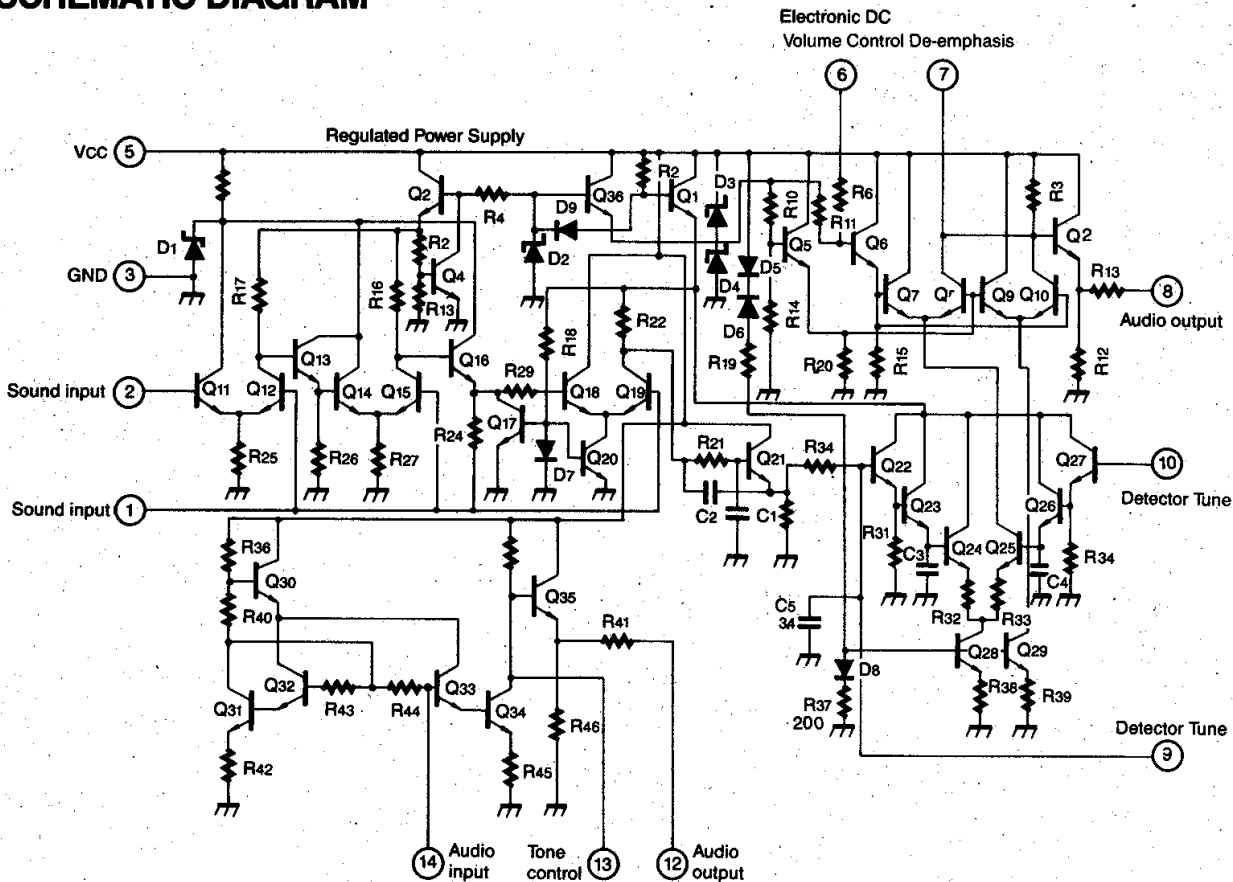 SCHEMATIC DIAGRAM
Electronic DC
Volume Control De-emphasis
6
7
Regulated Power Supply
Vcc 5
R2
Q1
D3
R10
R6
R3
Q2
R4
Q36
D9
R11
Q5
Q6
Q2
D1
R2
D2
D5
D4
R13
GND 3
R17
R16
Q4
R13
Q7
Qr
Q9
Q10
8
Audio output
D6
R14
R18
R22
Q13
Q16
R19
R20
R15
R12
R29
Sound input 2
Q11
Q12
Q14
Q15
Q18
Q19
Q17
R24
R25
R26
R27
D7
Q20
R21
Q21
R34
Q22
Q27
10
Detector Tune
Q23
Q26
Sound input 1
C2
C1
R31
C3
Q24
Q25
C4
R34
R36
Q30
R40
Q35
R41
C5
34
R32
R33
D8
Q28
Q29
Q32
R43
R44
Q33
Q31
Q34
R46
R37
200
R38
R39
R42
R45
Detector Tune
9
14 Audio
input
Tone
control
13
12 Audio
output